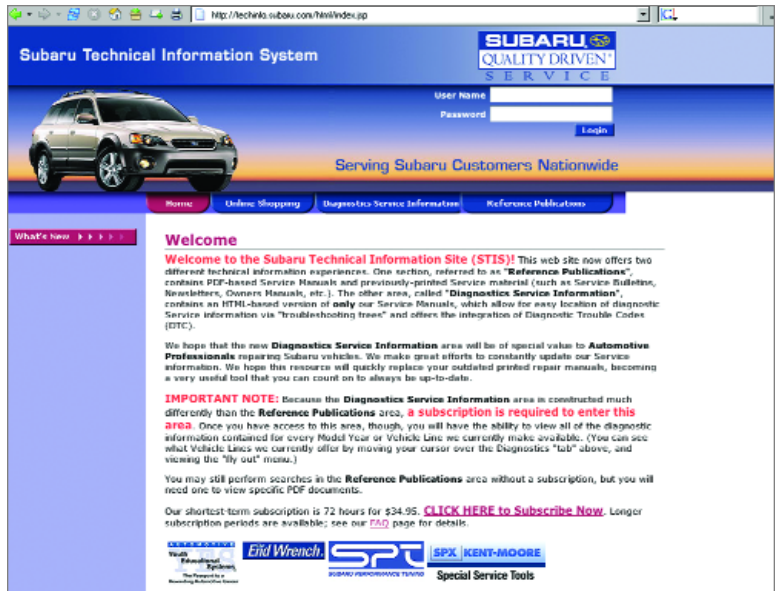 http://techinfo.subaru.com/html/index.jsp
Subaru Technical Information System
SUBARU
QUALITY DRIVEN®
SERVICE
User Name
Password
Login
Serving Subaru Customers Nationwide
Home
Online Shopping
Diagnostics Service Information
Reference Publications
What's New
Welcome
Welcome to the Subaru Technical Information Site (STIS)! This web site now offers two
different technical information experiences. One section, referred to as "Reference Publications",
contains PDF-based Service Manuals and previously-printed Service material (such as Service Bulletins,
Newsletters, Owners Manuals, etc.). The other area, called "Diagnostics Service Information",
contains an HTML-based version of only our Service Manuals, which allow for easy location of diagnostic
Service information via "troubleshooting trees" and offers the integration of Diagnostic Trouble Codes
(DTC).
We hope that the new Diagnostics Service Information area will be of special value to Automotive
Professionals repairing Subaru vehicles. We make great efforts to constantly update our Service
information. We hope this resource will quickly replace your outdated printed repair manuals, becoming
a very useful tool that you can count on to always be up-to-date.
IMPORTANT NOTE: Because the Diagnostics Service Information area is constructed much
differently than the Reference Publications area, a subscription is required to enter this
area. Once you have access to this area, though, you will have the ability to view all of the diagnostic
information contained for every Model Year or Vehicle Line we currently make available. (You can see
what Vehicle Lines we currently offer by moving your cursor over the Diagnostics "tab" above, and
viewing the "fly out" menu.)
You may still perform searches in the Reference Publications area without a subscription, but you will
need one to view specific PDF documents.
Our shortest-term subscription is 72 hours for $34.95. CLICK HERE to Subscribe Now. Longer
subscription periods are available; see our FAQ page for details.
AUTOMOTIVE
YES
Youth
Educational
Systems
The Passport to a
Rewarding Automotive Career
End Wrench.
SPT
SUBARU PERFORMANCE TUNING
SPX KENT-MOORE
Special Service Tools